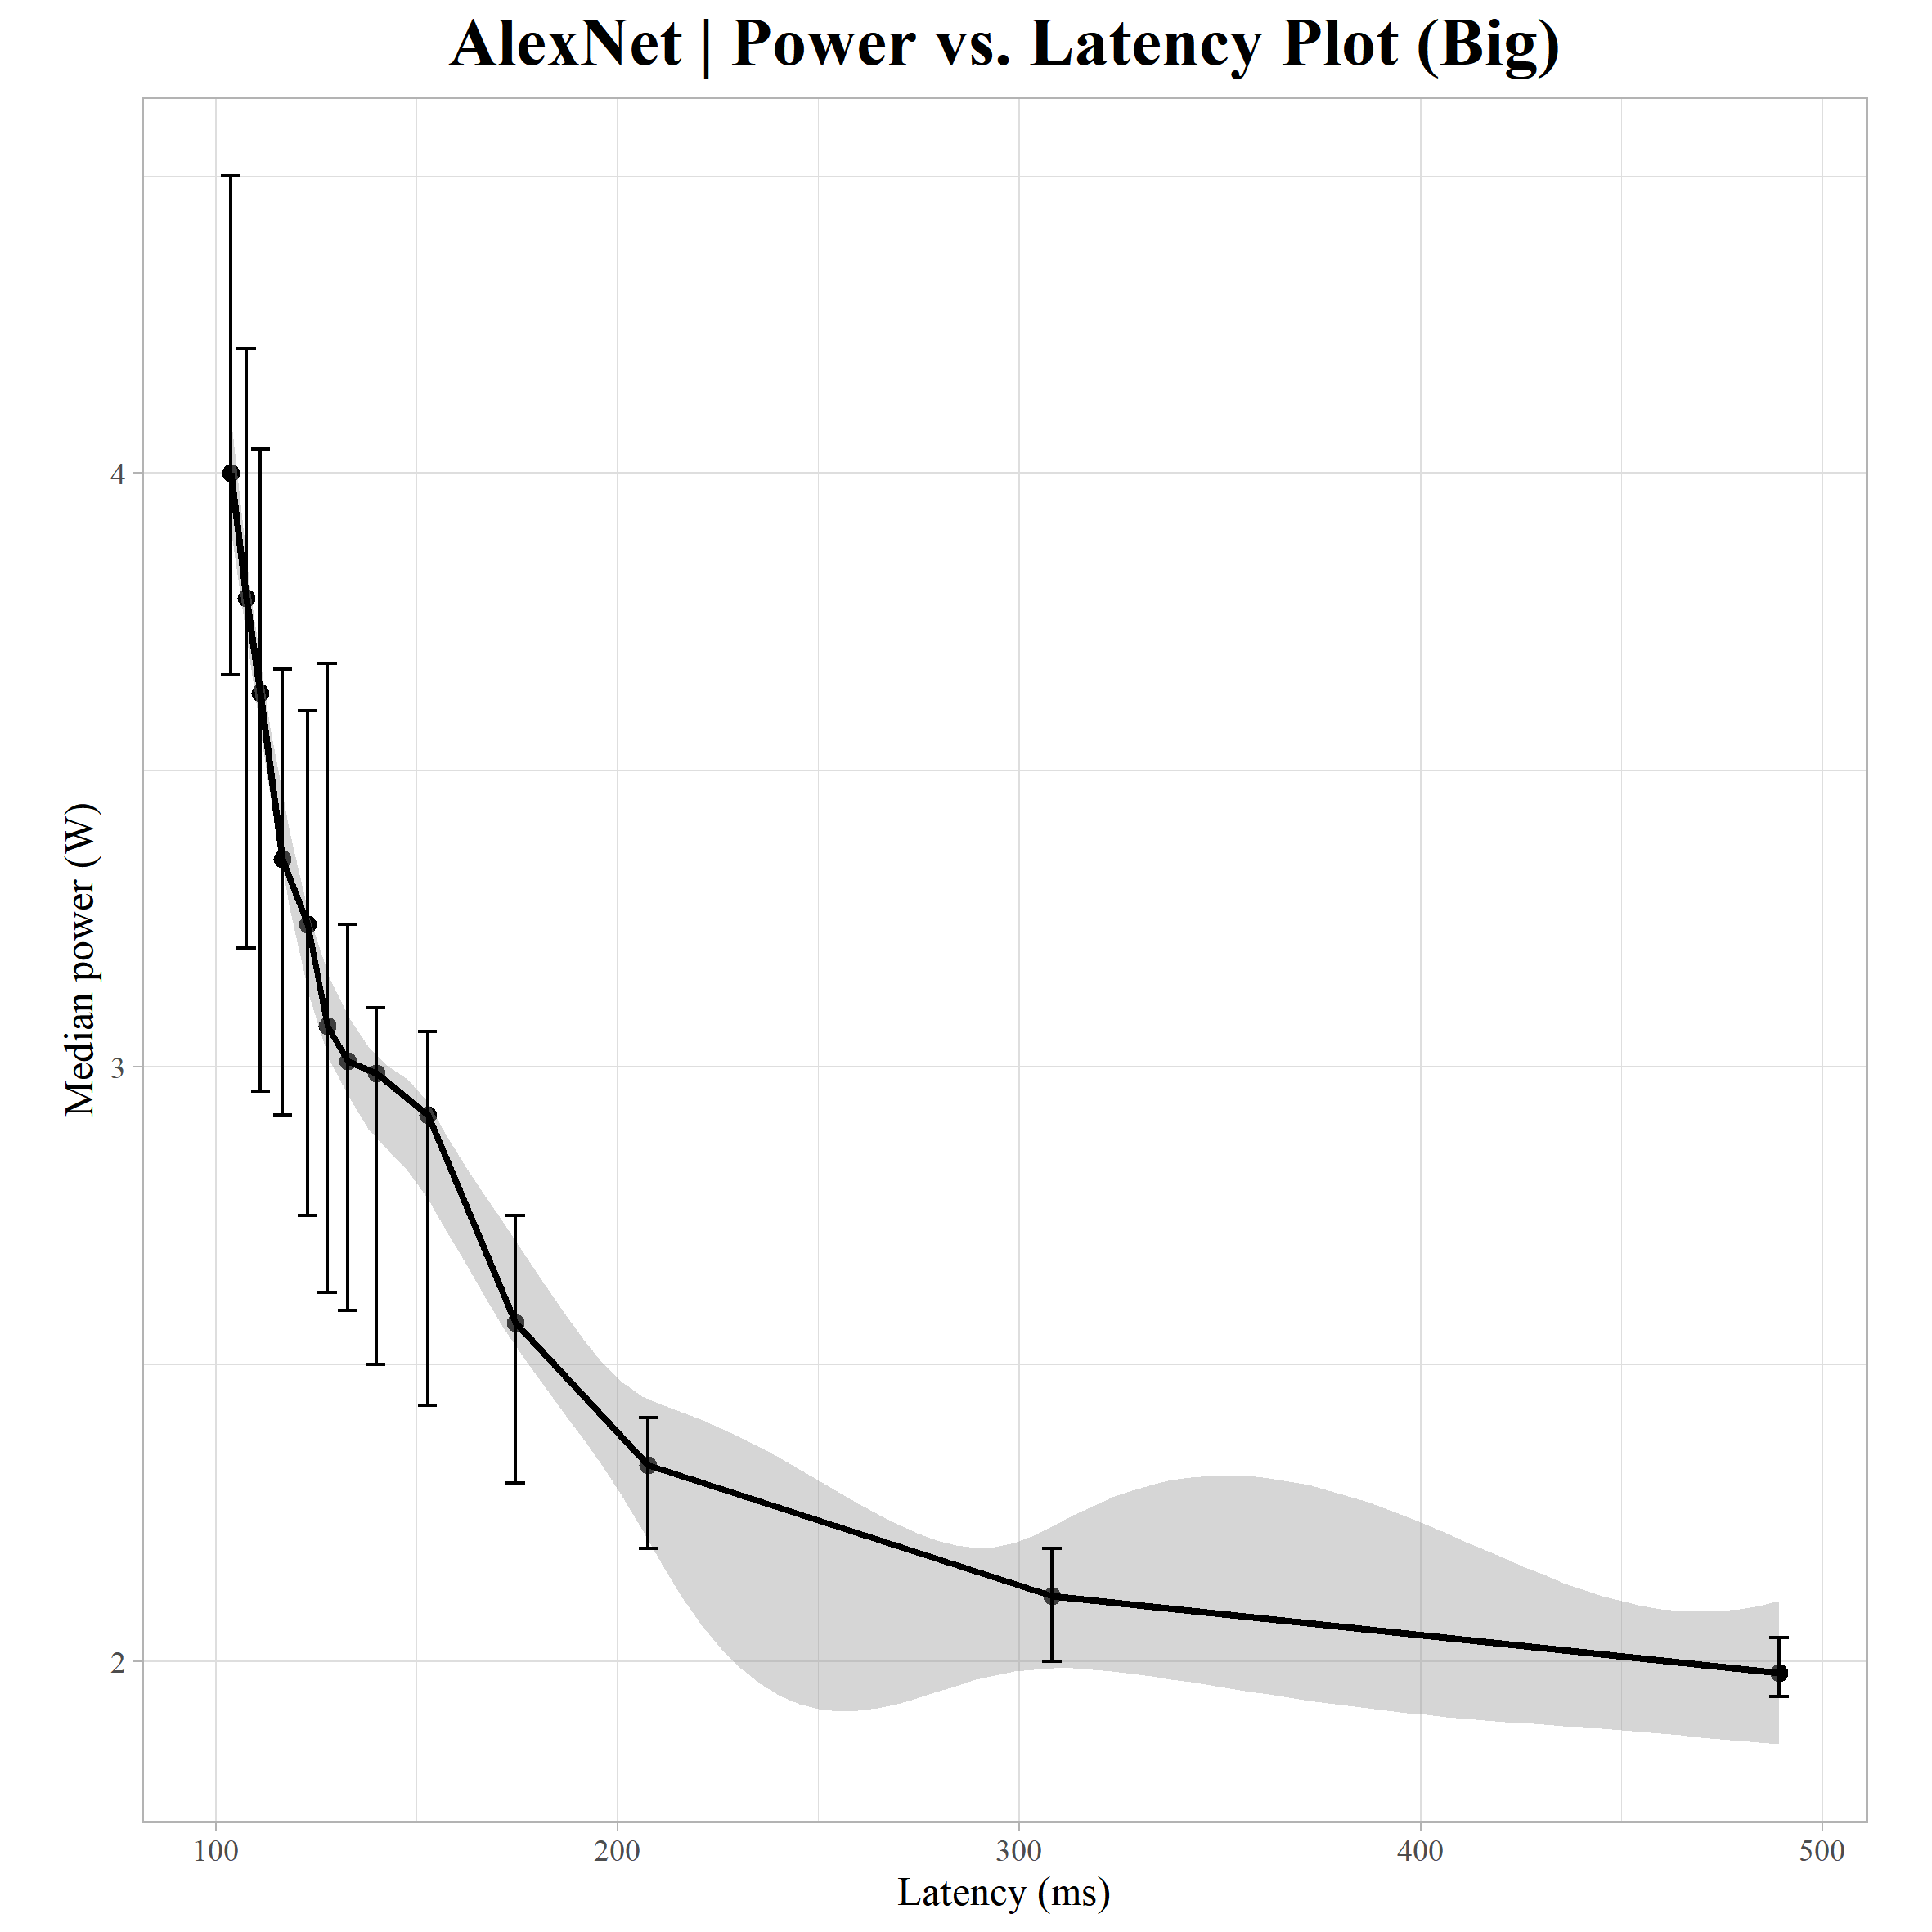 AlexNet | Power vs. Latency Plot (Big)
Median power (W)
4
3
2
100 200 300 400 500
Latency (ms)